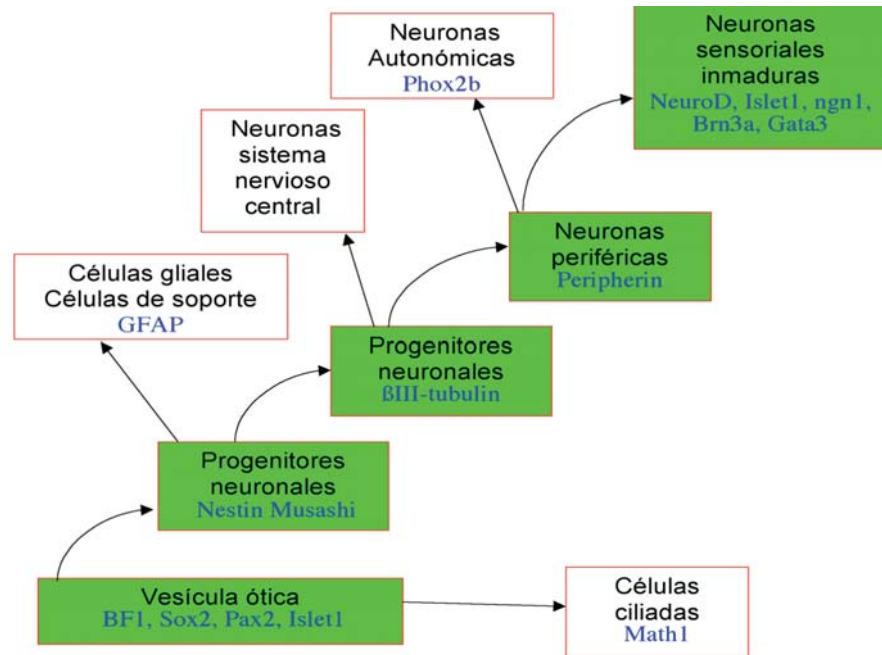 Neuronas
Autonómicas
Phox2b
Neuronas
sensoriales
inmaduras
NeuroD, Islet1, ngn1,
Brn3a, Gata3
Neuronas
sistema
nervioso
central
Neuronas
periféricas
Peripherin
Células gliales
Células de soporte
GFAP
Progenitores
neuronales
ßIII-tubulin
Progenitores
neuronales
Nestin Musashi
Vesícula ótica
BF1, Sox2, Pax2, Islet1
Células
ciliadas
Math1